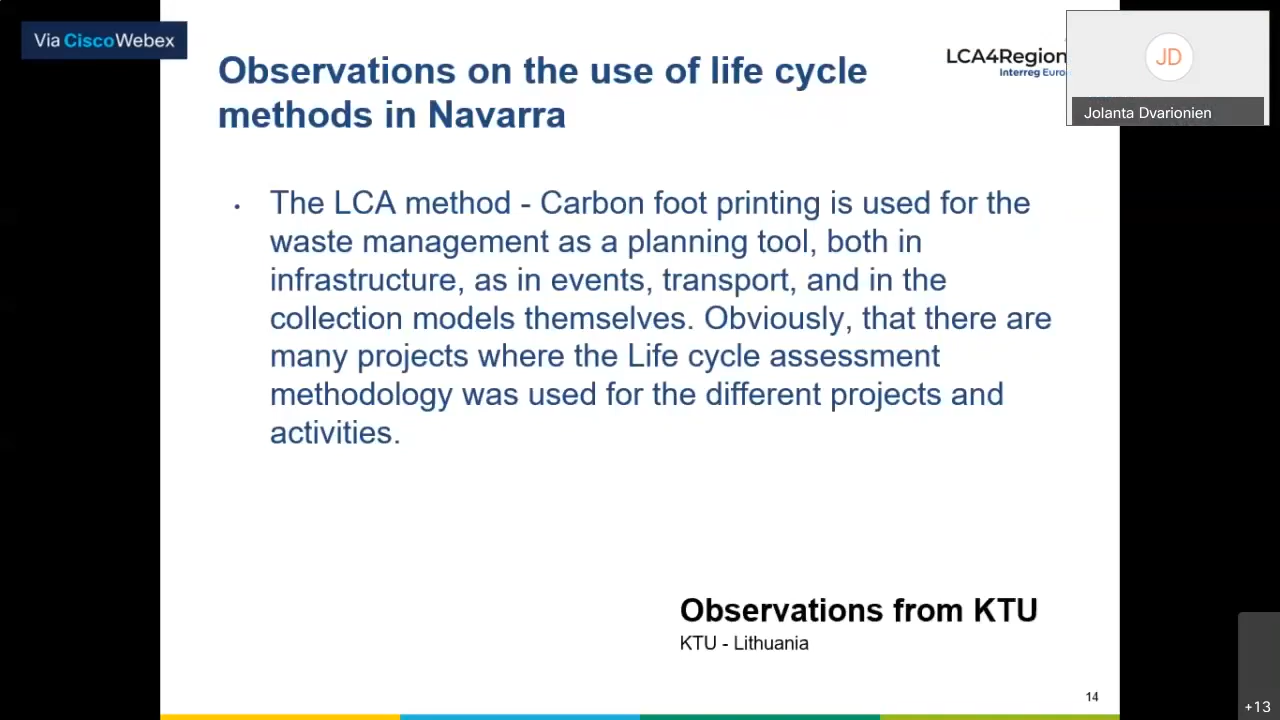 Via CiscoWebex
Observations on the use of life cycle
methods in Navarra
LCA4Region
Interreg Euro
JD
Jolanta Dvarionien
• The LCA method - Carbon foot printing is used for the
waste management as a planning tool, both in
infrastructure, as in events, transport, and in the
collection models themselves. Obviously, that there are
many projects where the Life cycle assessment
methodology was used for the different projects and
activities.
Observations from KTU
KTU - Lithuania
14
+13